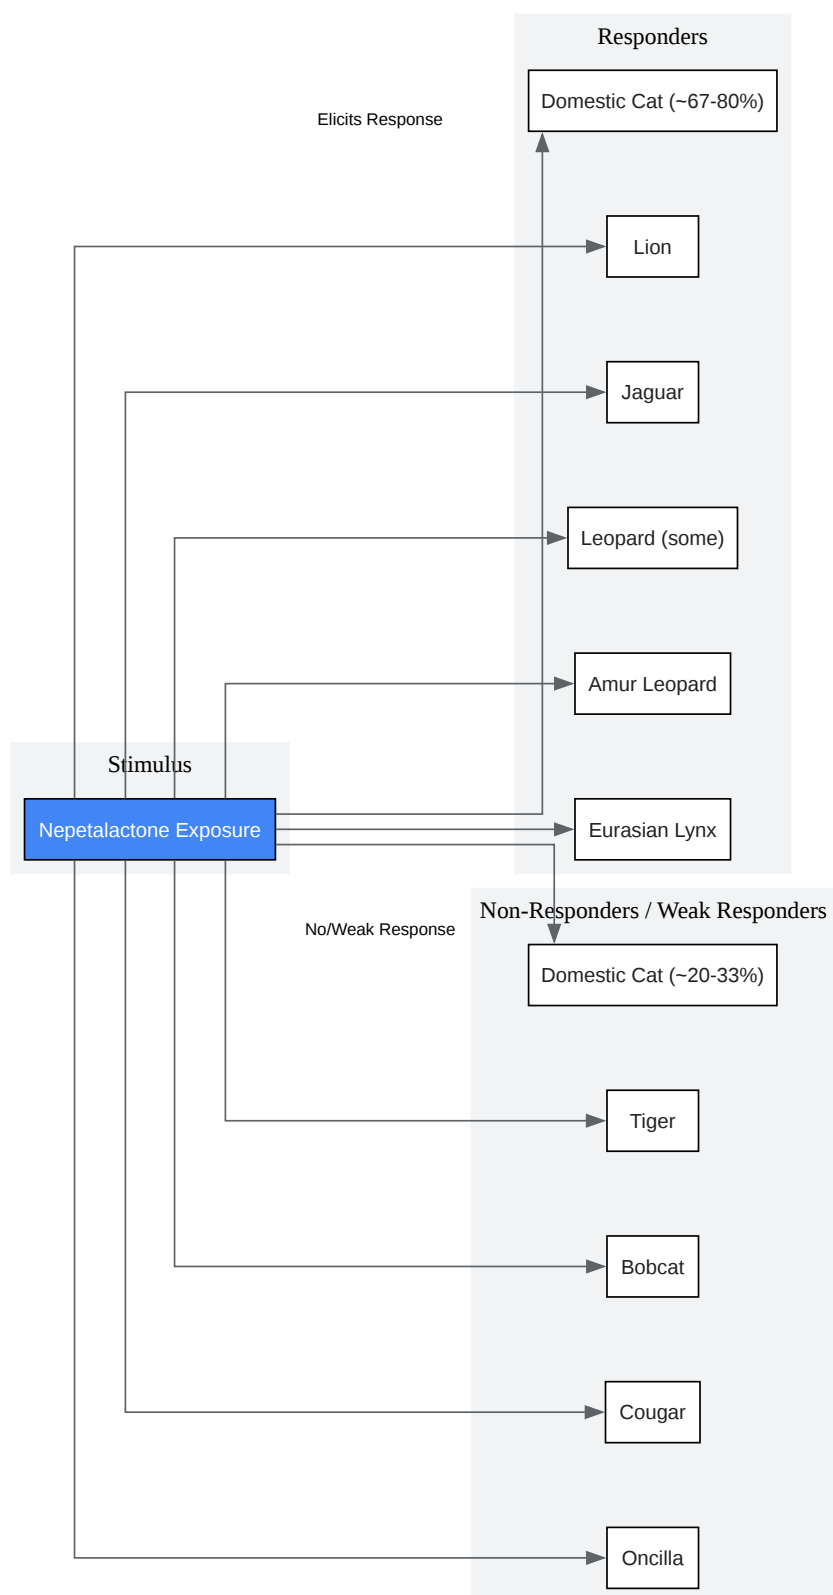 Responders
Domestic Cat (~67-80%)
Elicits Response
Lion
Jaguar
Leopard (some)
Amur Leopard
Stimulus
Nepetalactone Exposure
Eurasian Lynx
Non-Responders / Weak Responders
No/Weak Response
Domestic Cat (~20-33%)
Tiger
Bobcat
Cougar
Oncilla